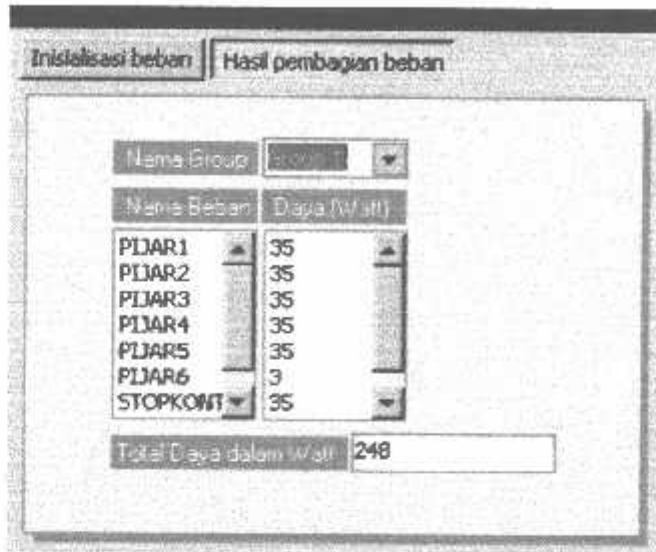 Inisialisasi beban Hasil pembagian beban
Nama Group
Nama Beban Daya (Watt)
PIJAR1 35
PIJAR2 35
PIJAR3 35
PIJAR4 35
PIJAR5 35
PIJAR6 3
STOPKONT 35
Total Daya dalam Watt 248